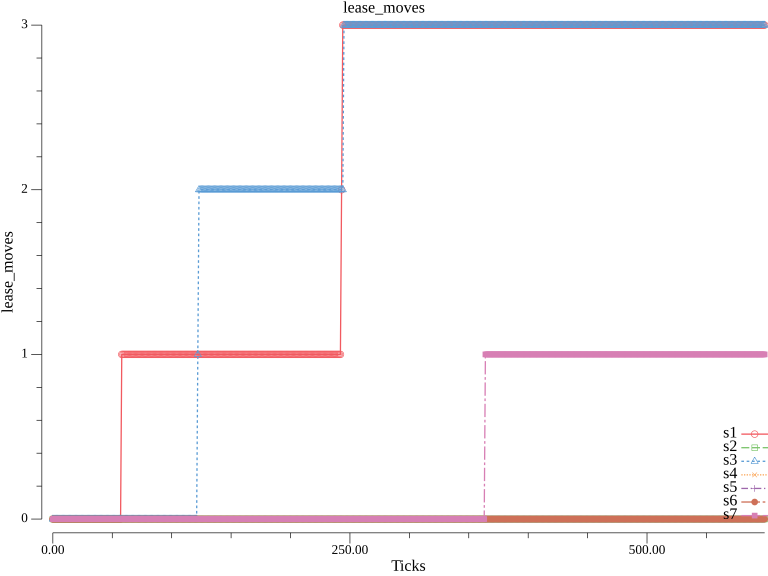 lease_moves
3
2
1
0
lease_moves
0.00 250.00 500.00
Ticks
s1
s2
s3
s4
s5
s6
s7